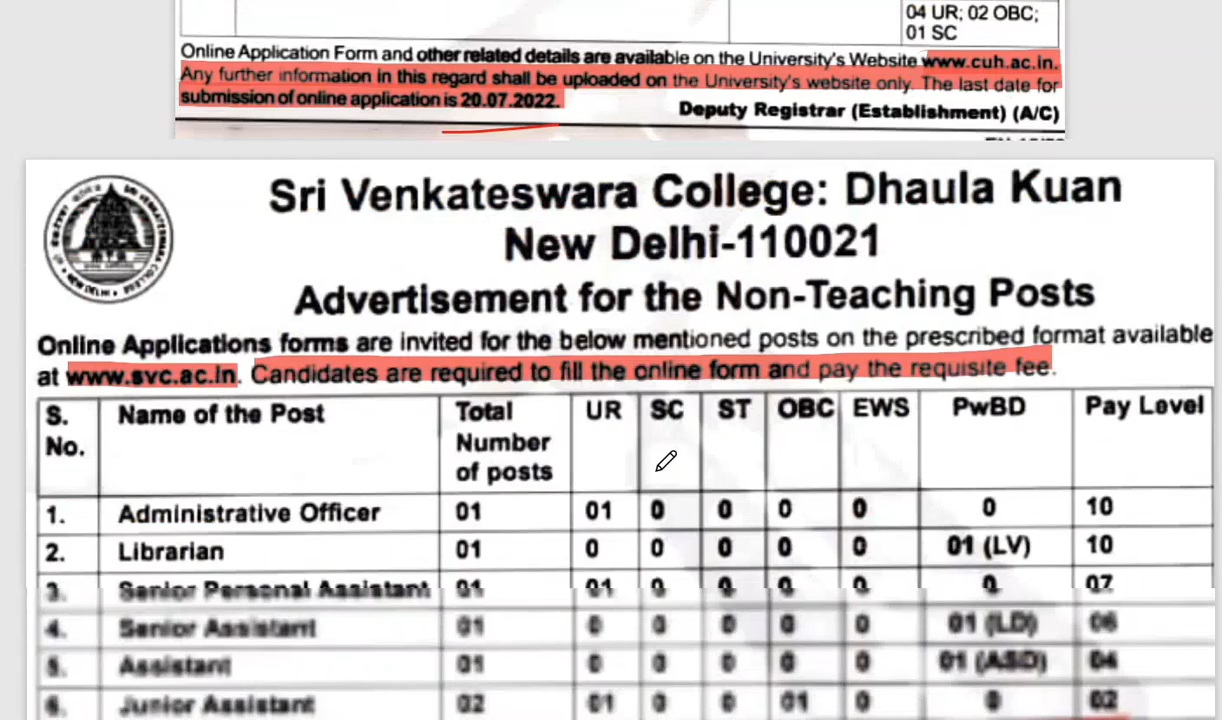 04 UR; 02 OBC;
01 SC
Online Application Form and other related details are available on the University's Website www.cuh.ac.in.
Any further information in this regard shall be uploaded on the University's website only. The last date for
submission of online application is 20.07.2022.
Deputy Registrar (Establishment) (A/C)
Sri Venkateswara College: Dhaula Kuan
New Delhi-110021
Advertisement for the Non-Teaching Posts
Online Applications forms are invited for the below mentioned posts on the prescribed format available
at www.svc.ac.in. Candidates are required to fill the online form and pay the requisite fee.
S. No. Name of the Post Total Number of posts UR SC ST OBC EWS PwBD Pay Level
1. Administrative Officer 01 01 0 0 0 0 0 10
2. Librarian 01 0 0 0 0 0 01 (LV) 10
3. Senior Personal Assistant 01 01 0 0 0 0 0 07
4. Senior Assistant 01 0 0 0 0 0 01 (LD) 06
5. Assistant 01 0 0 0 0 0 01 (ASD) 04
6. Junior Assistant 02 01 0 0 01 0 0 02